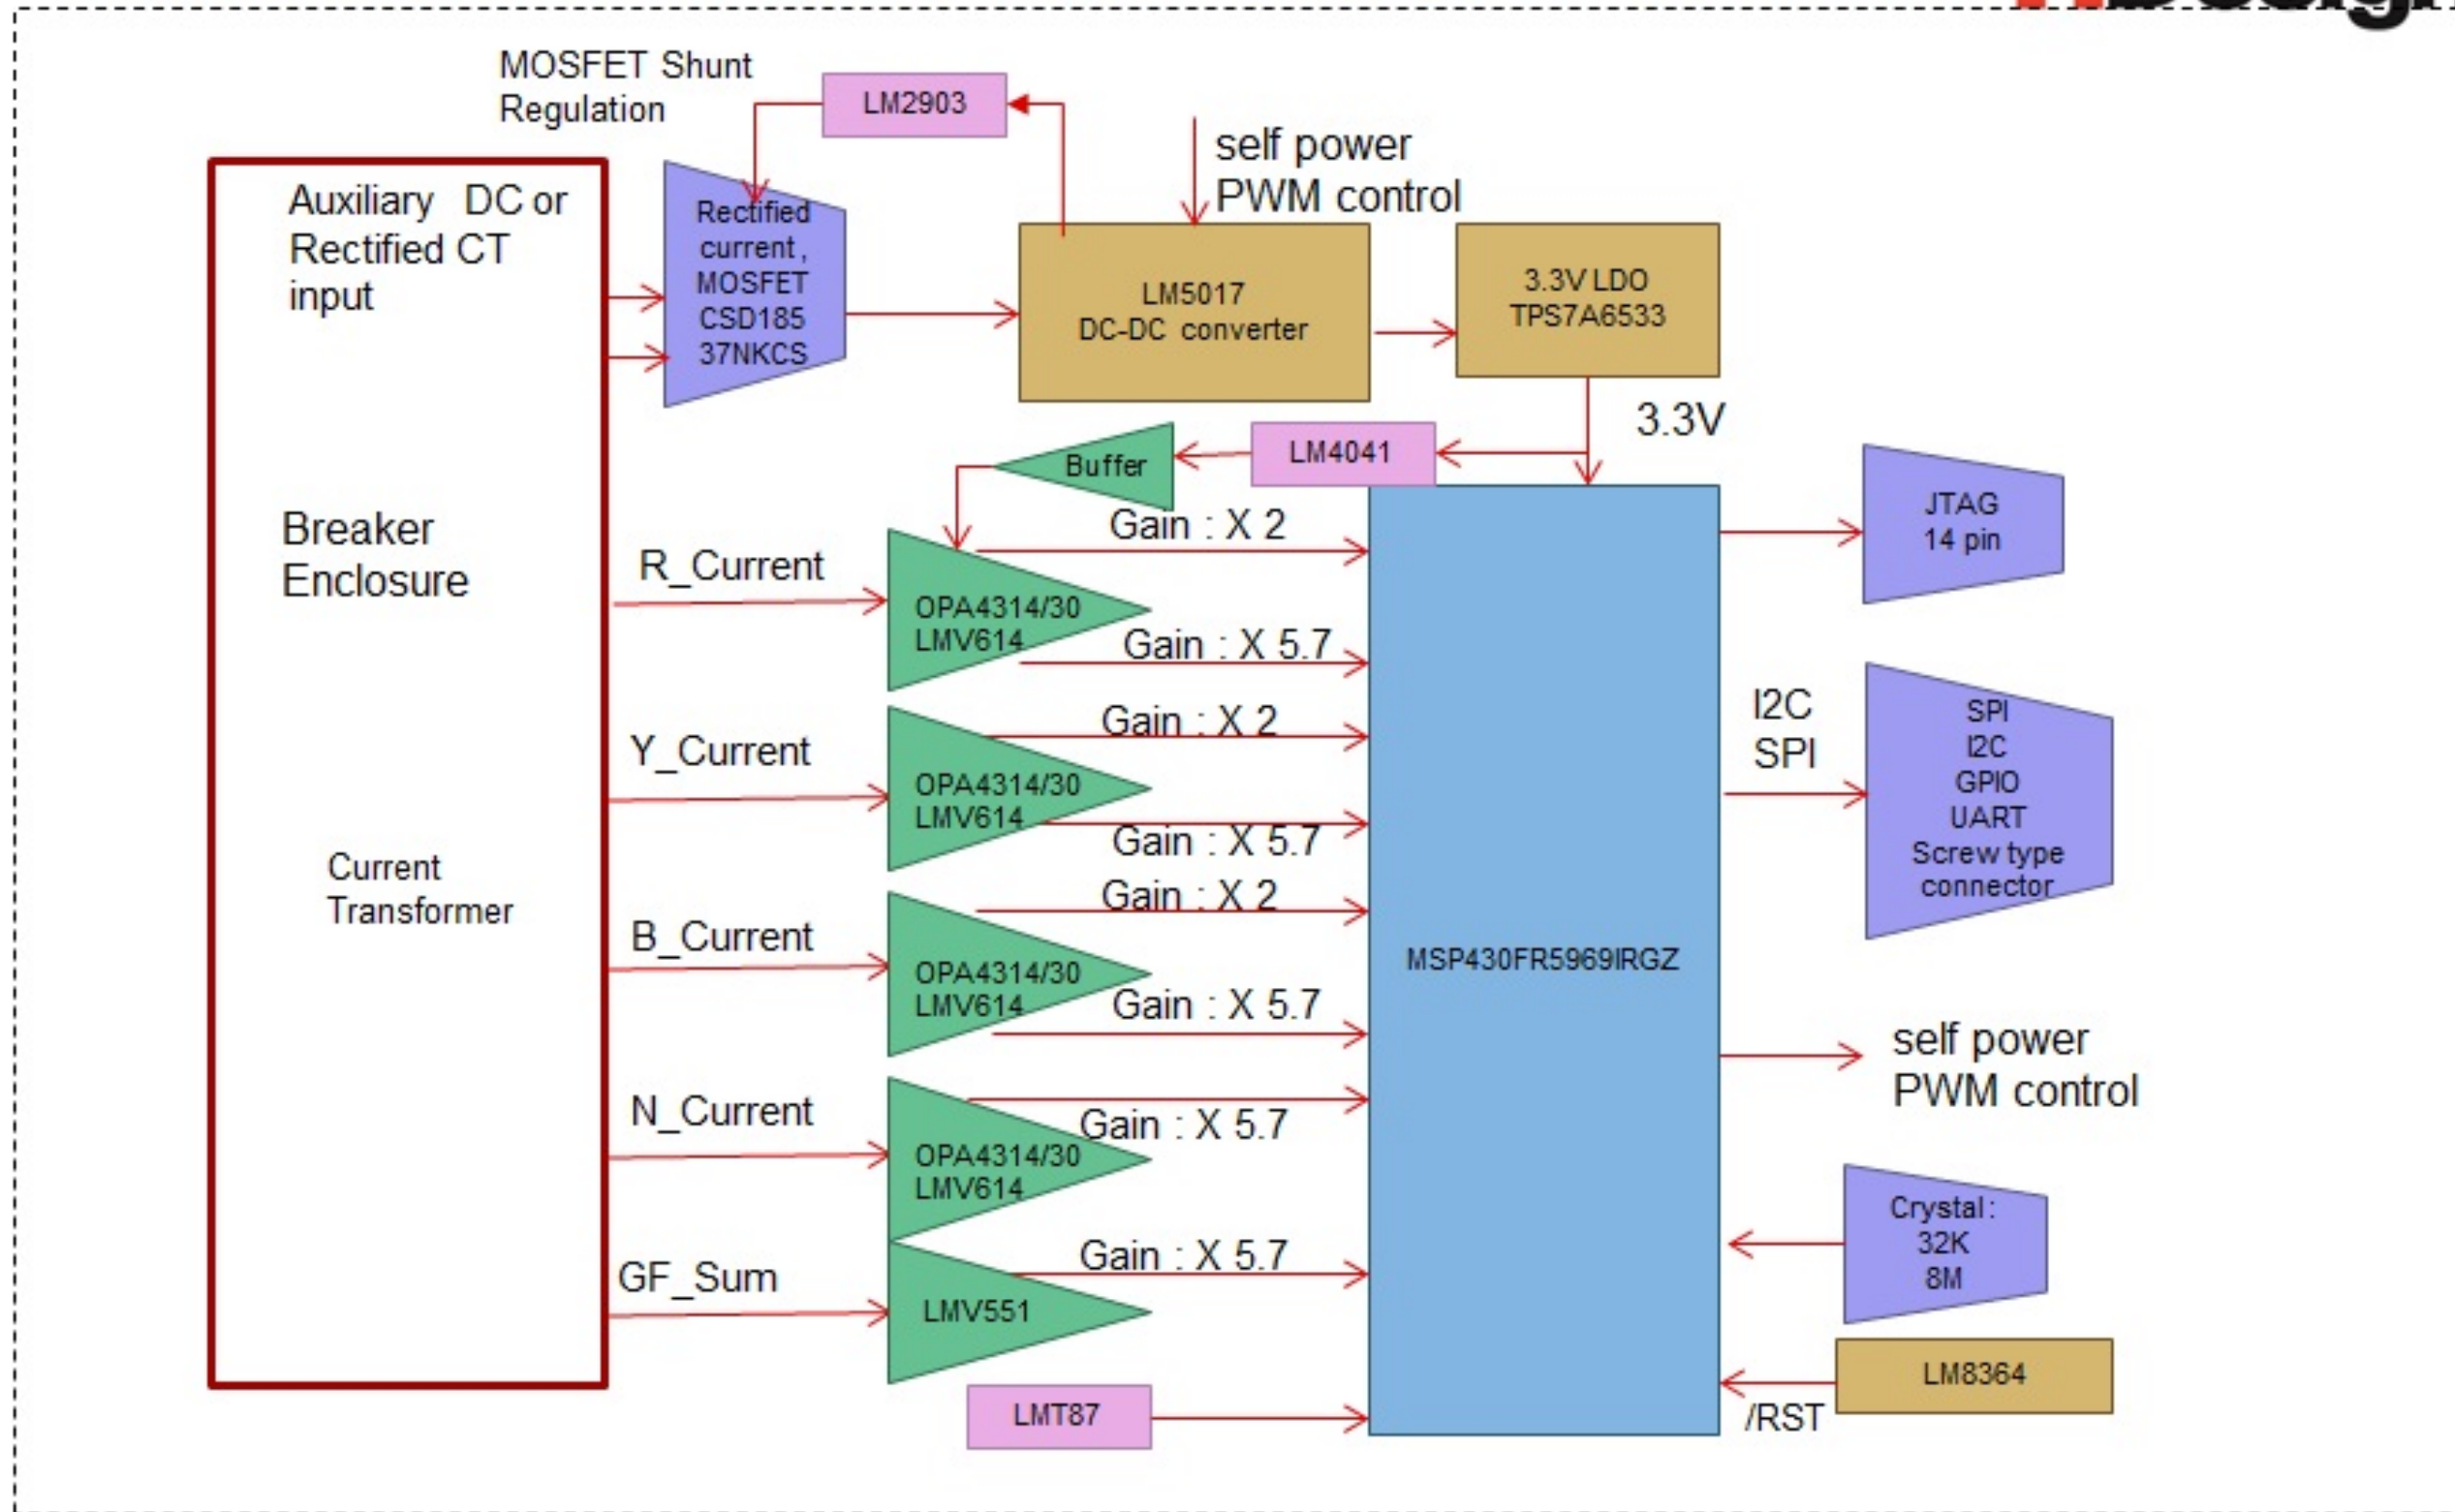 MOSFET Shunt
Regulation
LM2903
self power
PWM control
Auxiliary DC or
Rectified CT
input
Rectified
current,
MOSFET
CSD185
37NKCS
LM5017
DC-DC converter
3.3V LDO
TPS7A6533
3.3V
Buffer
LM4041
Breaker
Enclosure
Current
Transformer
R_Current
OPA4314/30
LMV614
Gain : X 2
Gain : X 5.7
Y_Current
OPA4314/30
LMV614
Gain : X 2
Gain : X 5.7
B_Current
OPA4314/30
LMV614
Gain : X 2
Gain : X 5.7
N_Current
OPA4314/30
LMV614
Gain : X 5.7
GF_Sum
LMV551
Gain : X 5.7
LMT87
MSP430FR5969IRGZ
JTAG
14 pin
I2C
SPI
SPI
I2C
GPIO
UART
Screw type
connector
self power
PWM control
Crystal:
32K
8M
LM8364
/RST